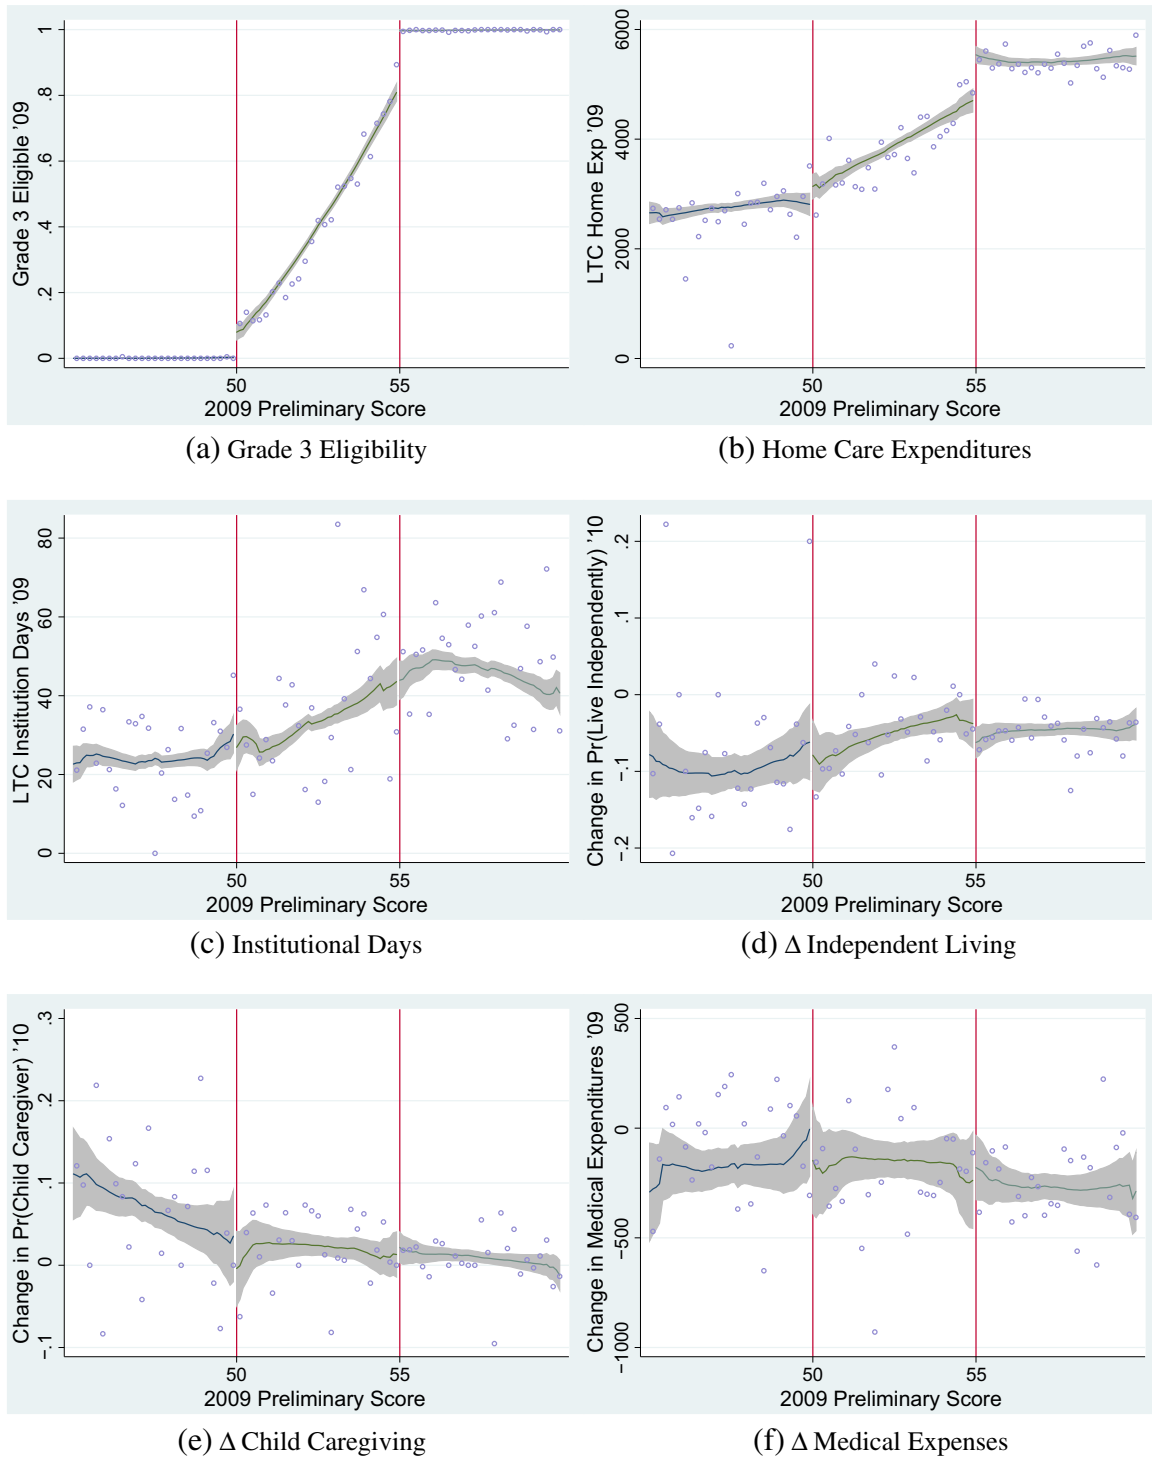 Grade 3 Eligible '09
1
.8
.6
.4
.2
0
50 55
2009 Preliminary Score
(a) Grade 3 Eligibility
LTC Home Exp '09
6000
4000
2000
0
50 55
2009 Preliminary Score
(b) Home Care Expenditures
LTC Institution Days '09
80
60
40
20
0
50 55
2009 Preliminary Score
(c) Institutional Days
Change in Pr(Live Independently) '10
.2
.1
0
-.1
-.2
50 55
2009 Preliminary Score
(d) Δ Independent Living
Change in Pr(Child Caregiver) '10
.3
.2
.1
0
-.1
50 55
2009 Preliminary Score
(e) Δ Child Caregiving
Change in Medical Expenditures '09
500
0
-500
-1000
50 55
2009 Preliminary Score
(f) Δ Medical Expenses